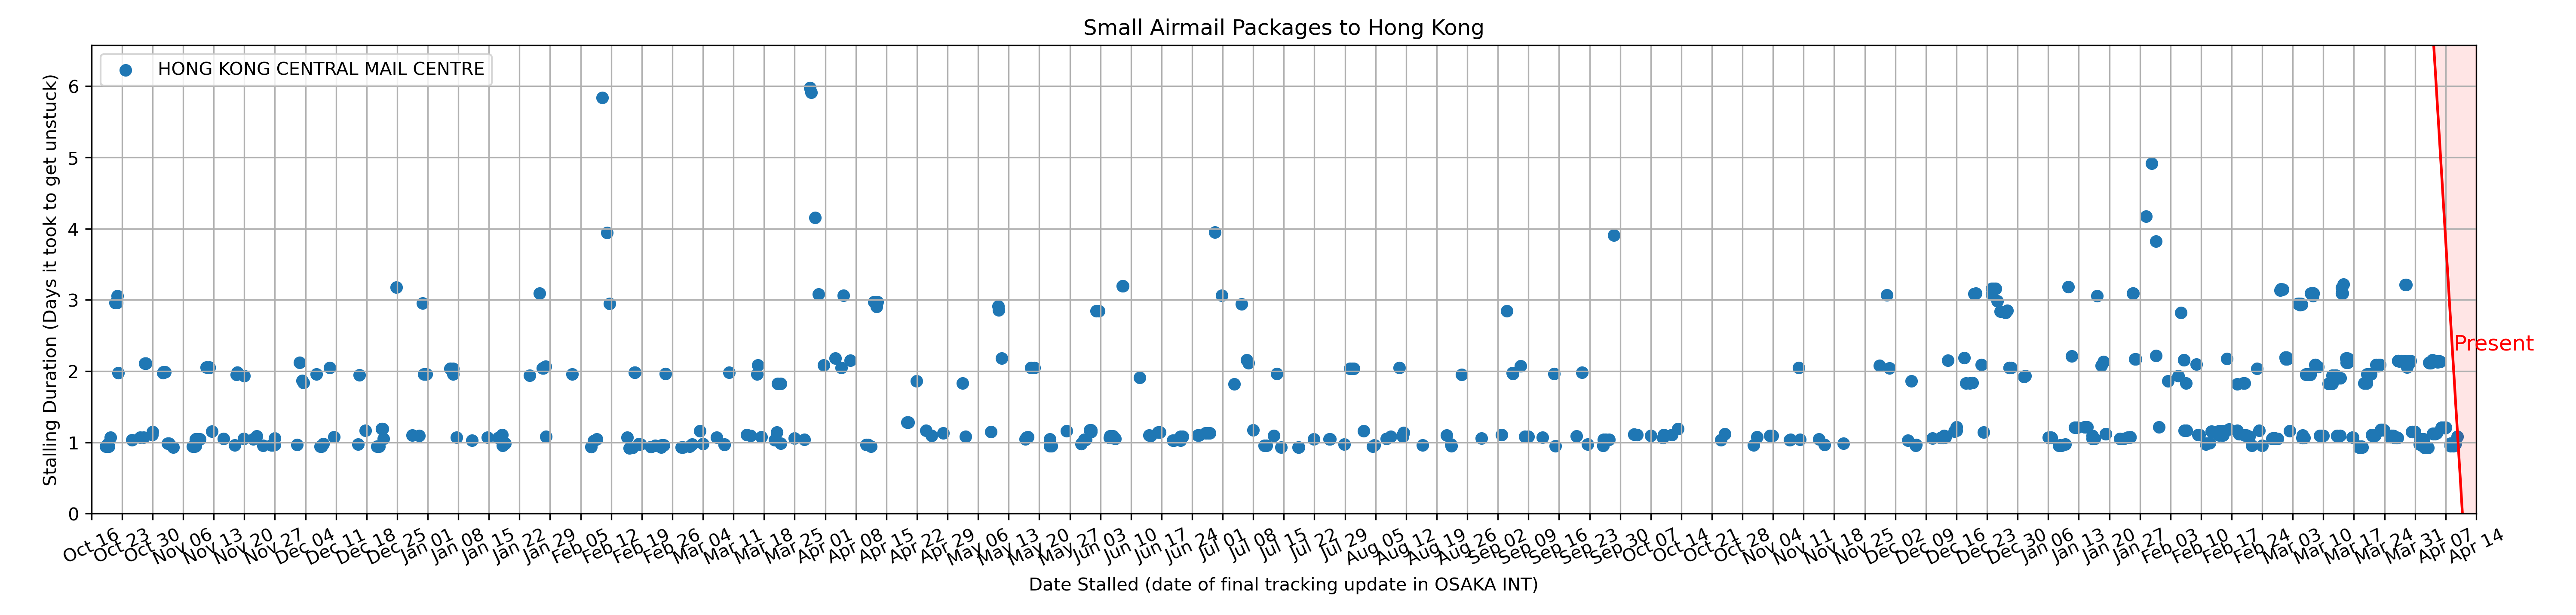 Small Airmail Packages to Hong Kong
HONG KONG CENTRAL MAIL CENTRE
Stalling Duration (Days it took to get unstuck)
6
5
4
3
2
1
0
Present
Oct 16 Oct 23 Oct 30 Nov 06 Nov 13 Nov 20 Nov 27 Dec 04 Dec 11 Dec 18 Dec 25 Jan 01 Jan 08 Jan 15 Jan 22 Jan 29 Feb 05 Feb 12 Feb 19 Feb 26 Mar 04 Mar 11 Mar 18 Mar 25 Apr 01 Apr 08 Apr 15 Apr 22 Apr 29 May 06 May 13 May 20 May 27 Jun 03 Jun 10 Jun 17 Jun 24 Jul 01 Jul 08 Jul 15 Jul 22 Jul 29 Aug 05 Aug 12 Aug 19 Aug 26 Sep 02 Sep 09 Sep 16 Sep 23 Sep 30 Oct 07 Oct 14 Oct 21 Oct 28 Nov 04 Nov 11 Nov 18 Nov 25 Dec 02 Dec 09 Dec 16 Dec 23 Dec 30 Jan 06 Jan 13 Jan 20 Jan 27 Feb 03 Feb 10 Feb 17 Feb 24 Mar 03 Mar 10 Mar 17 Mar 24 Mar 31 Apr 07 Apr 14
Date Stalled (date of final tracking update in OSAKA INT)